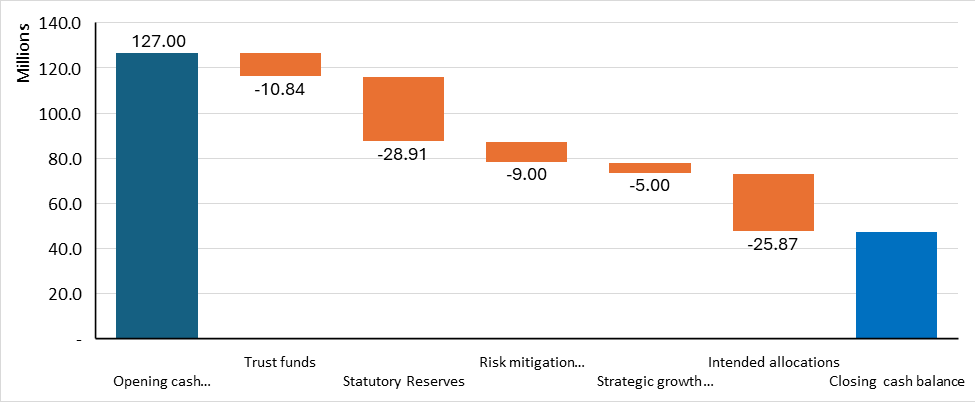 Millions
140.0
120.0
100.0
80.0
60.0
40.0
20.0
-
127.00
-10.84
-28.91
-9.00
-5.00
-25.87
Opening cash...
Trust funds
Statutory Reserves
Risk mitigation...
Strategic growth...
Intended allocations
Closing cash balance